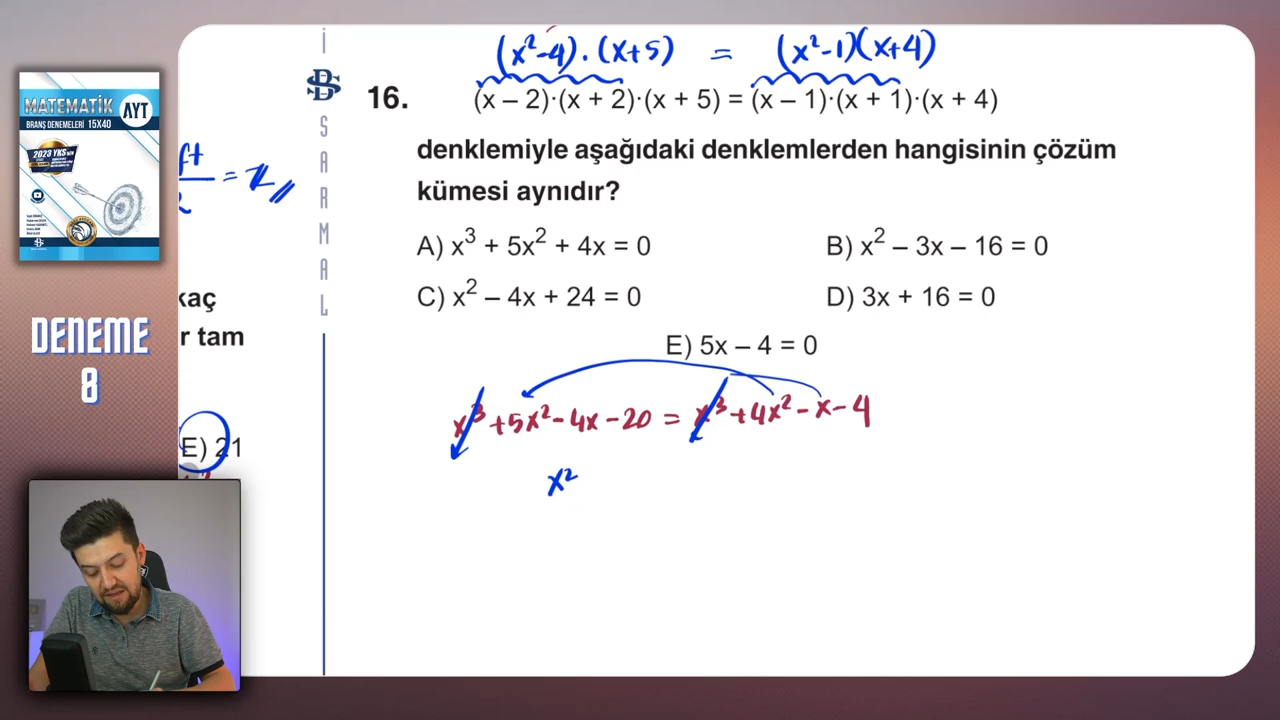 (x²-4).(x+5) = (x²-1)(x+4)
16. (x – 2)·(x + 2)·(x + 5) = (x – 1)·(x + 1)·(x + 4)
denklemiyle aşağıdaki denklemlerden hangisinin çözüm
kümesi aynıdır?
A) x³ + 5x² + 4x = 0
B) x² – 3x – 16 = 0
C) x² – 4x + 24 = 0
D) 3x + 16 = 0
E) 5x – 4 = 0
x³+5x²-4x-20 = x³+4x²-x-4
x²
MATEMATİK
AYT
BRANŞ DENEMELERİ 15X40
2023 YKS'nin
DENEME
8
kaç
r tam
E) 21
İ
S
A
R
M
A
L